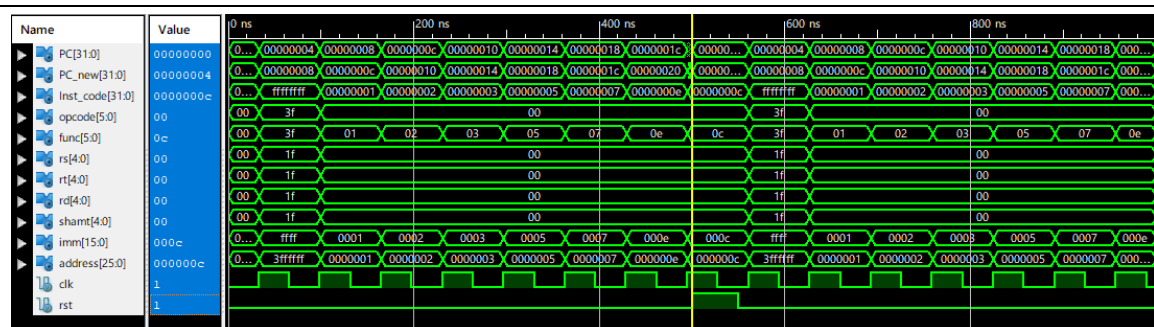 Name Value 0 ns 200 ns 400 ns 600 ns 800 ns
PC[31:0] 00000000 0... 00000004 00000008 0000000c 00000010 00000014 00000018 0000001c 00000... 00000004 00000008 0000000c 00000010 00000014 00000018 000...
PC_new[31:0] 00000004 0... 00000008 0000000c 00000010 00000014 00000018 0000001c 00000020 00000... 00000008 0000000c 00000010 00000014 00000018 0000001c 000...
Inst_code[31:0] 0000000c 0... ffffffff 00000001 00000002 00000003 00000005 00000007 0000000e 0000000c ffffffff 00000001 00000002 00000003 00000005 00000007 000...
opcode[5:0] 00 00 3f 00 3f 00
func[5:0] 0c 00 3f 01 02 03 05 07 0e 0c 3f 01 02 03 05 07 0e
rs[4:0] 00 00 1f 00 1f 00
rt[4:0] 00 00 1f 00 1f 00
rd[4:0] 00 00 1f 00 1f 00
shamt[4:0] 00 00 1f 00 1f 00
imm[15:0] 000c 0... ffff 0001 0002 0003 0005 0007 000e 000c ffff 0001 0002 0003 0005 0007 000e
address[25:0] 000000c 0... 3ffffff 0000001 0000002 0000003 0000005 0000007 000000e 000000c 3ffffff 0000001 0000002 0000003 0000005 0000007 000...
clk 1
rst 1